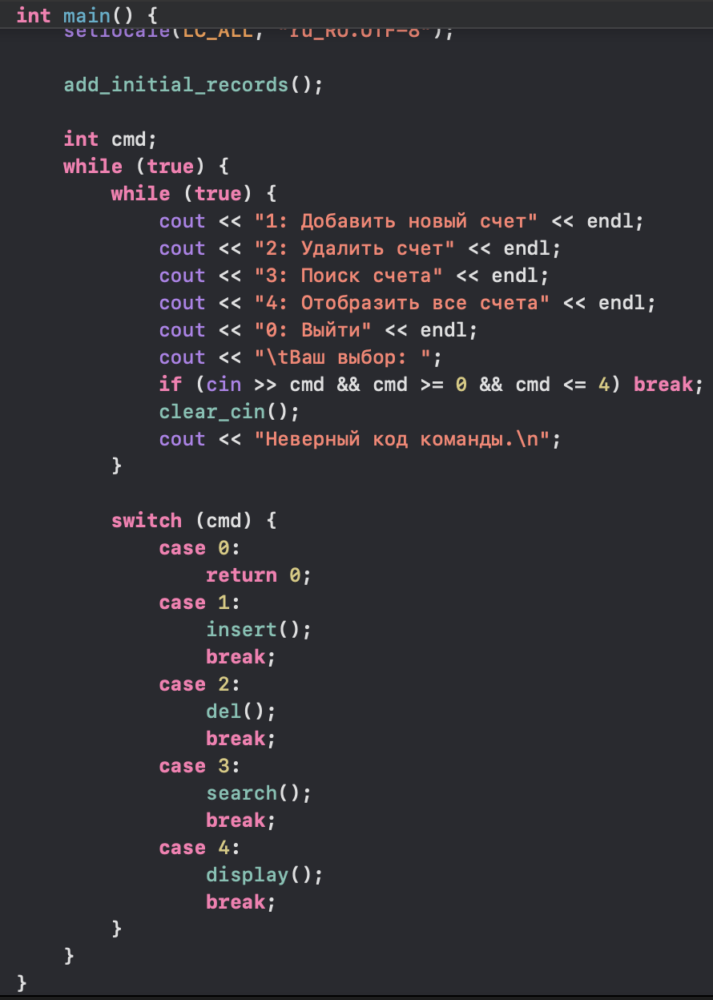 int main() {
setlocale(LC_ALL, "ru_RU.UTF-8");
add_initial_records();
int cmd;
while (true) {
while (true) {
cout << "1: Добавить новый счет" << endl;
cout << "2: Удалить счет" << endl;
cout << "3: Поиск счета" << endl;
cout << "4: Отобразить все счета" << endl;
cout << "0: Выйти" << endl;
cout << "\tВаш выбор: ";
if (cin >> cmd && cmd >= 0 && cmd <= 4) break;
clear_cin();
cout << "Неверный код команды.\n";
}
switch (cmd) {
case 0:
return 0;
case 1:
insert();
break;
case 2:
del();
break;
case 3:
search();
break;
case 4:
display();
break;
}
}
}